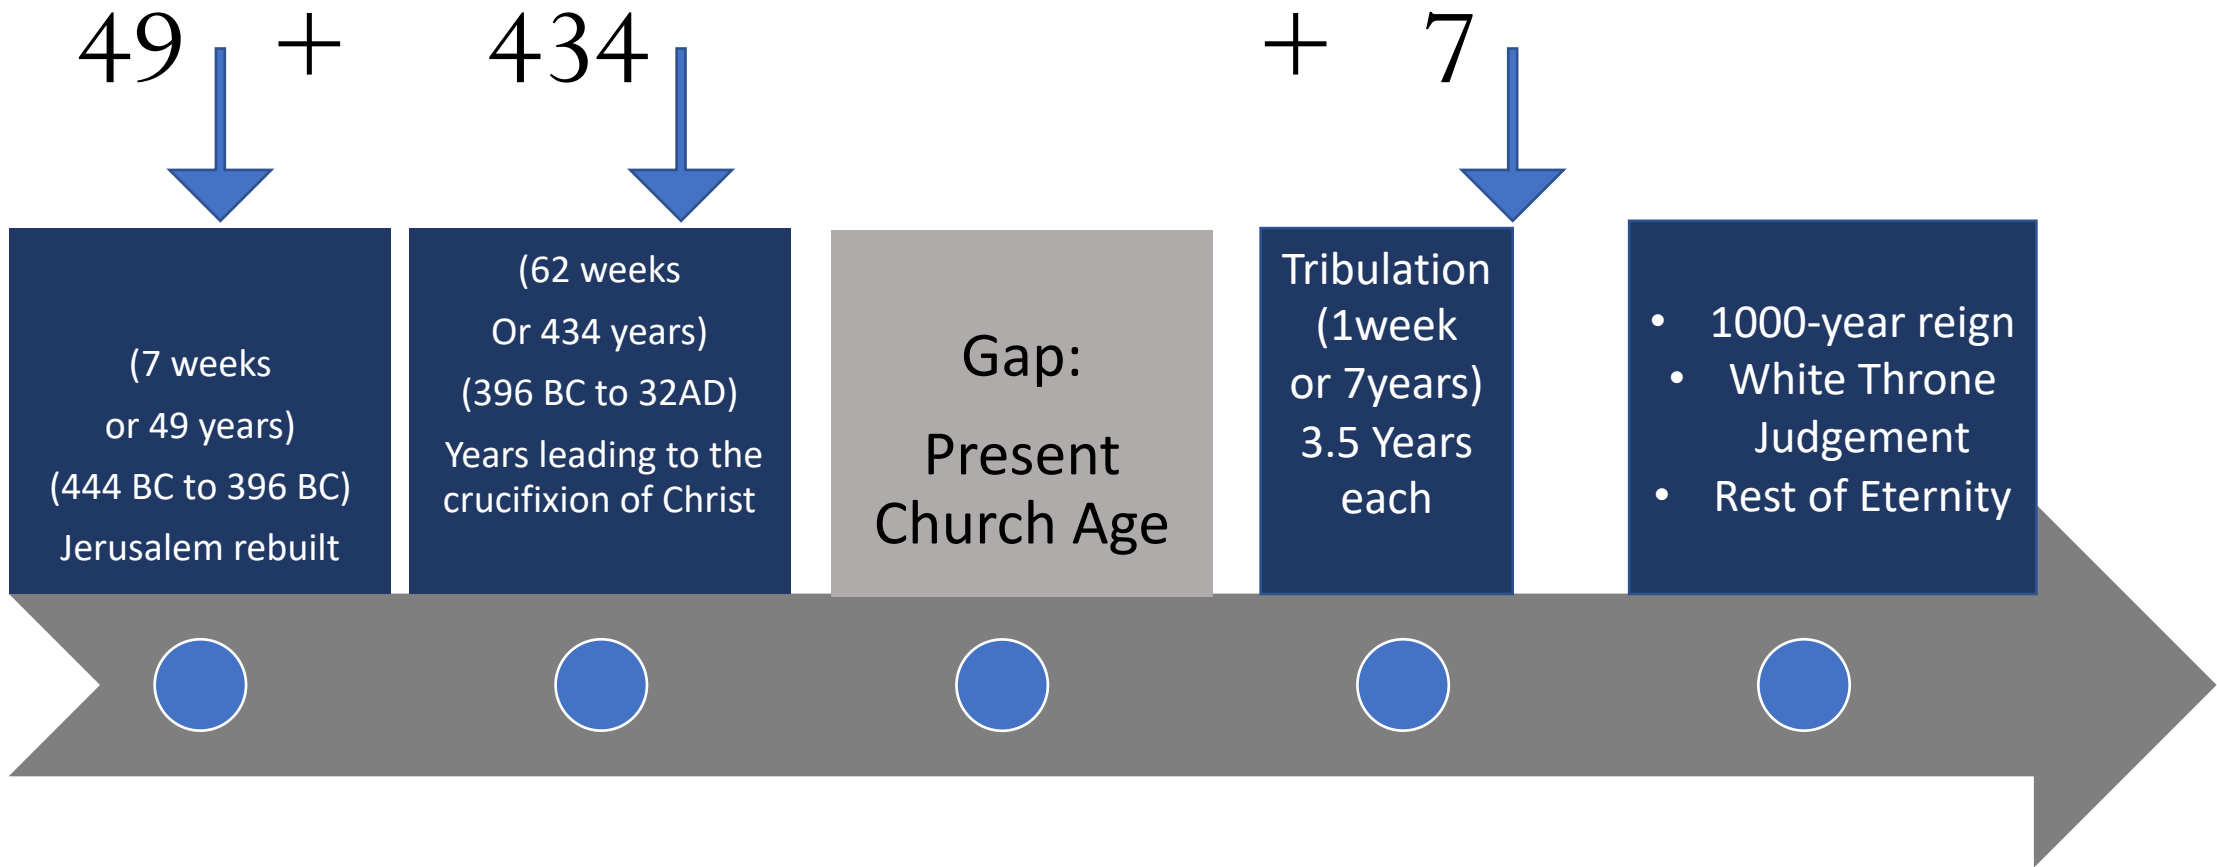 49 + 434 + 7
(7 weeks
or 49 years)
(444 BC to 396 BC)
Jerusalem rebuilt
(62 weeks
Or 434 years)
(396 BC to 32AD)
Years leading to the
crucifixion of Christ
Gap:
Present
Church Age
Tribulation
(1week
or 7years)
3.5 Years
each
• 1000-year reign
• White Throne
Judgement
• Rest of Eternity